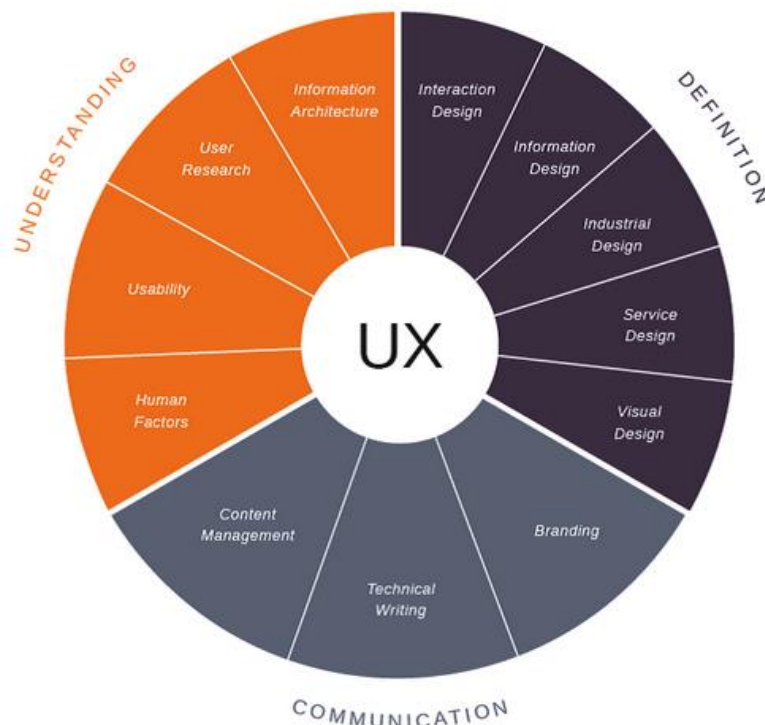 UNDERSTANDING
DEFINITION
Information
Architecture
Interaction
Design
User
Research
Information
Design
Industrial
Design
Usability
Service
Design
UX
Human
Factors
Visual
Design
Content
Management
Branding
Technical
Writing
COMMUNICATION